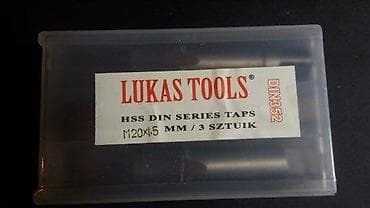 LUKAS TOOLS®
HSS DIN SERIES TAPS
M20x1.5 MM / 3 SZTUIK
DIN352